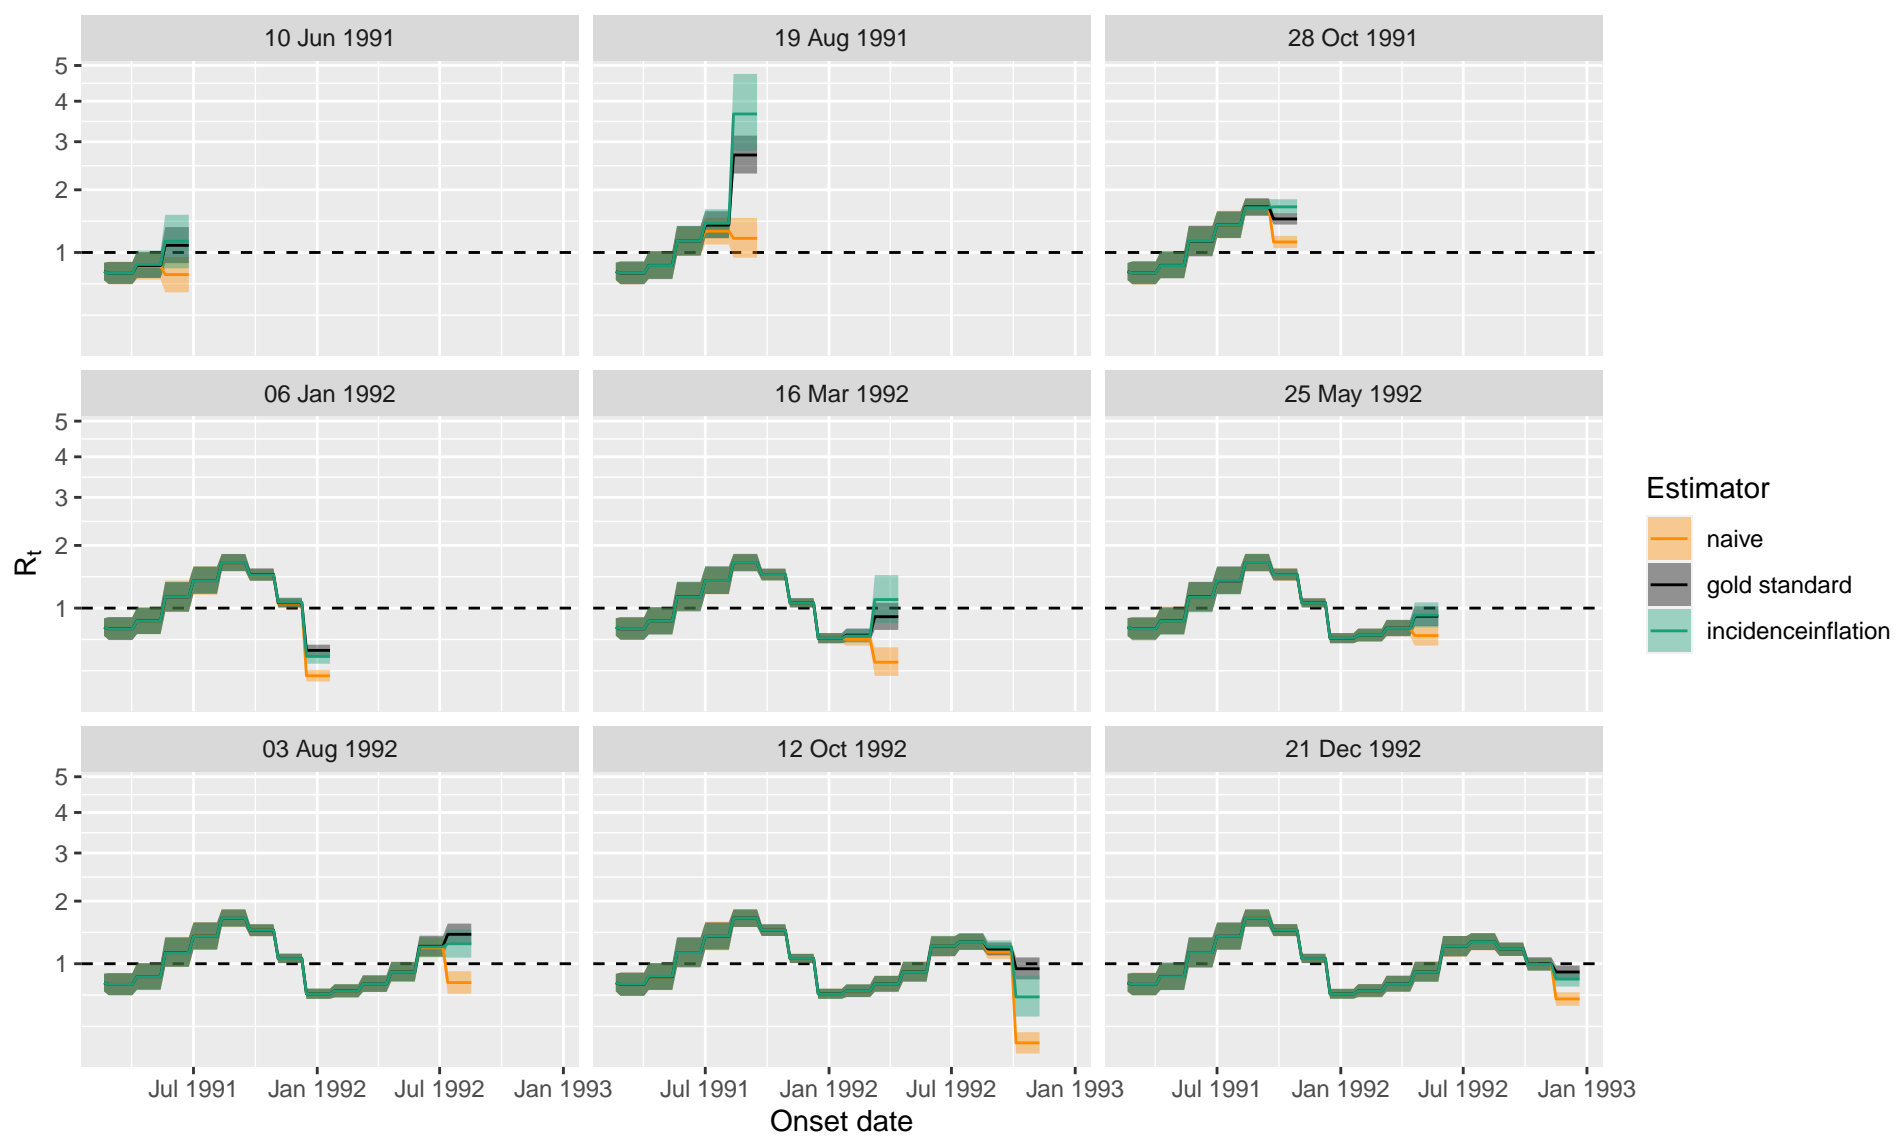 10 Jun 1991
19 Aug 1991
28 Oct 1991
5
4
3
2
1
06 Jan 1992
16 Mar 1992
25 May 1992
5
4
3
2
1
03 Aug 1992
12 Oct 1992
21 Dec 1992
5
4
3
2
1
Rt
Jul 1991 Jan 1992 Jul 1992 Jan 1993
Jul 1991 Jan 1992 Jul 1992 Jan 1993
Jul 1991 Jan 1992 Jul 1992 Jan 1993
Onset date
Estimator
naive
gold standard
incidenceinflation